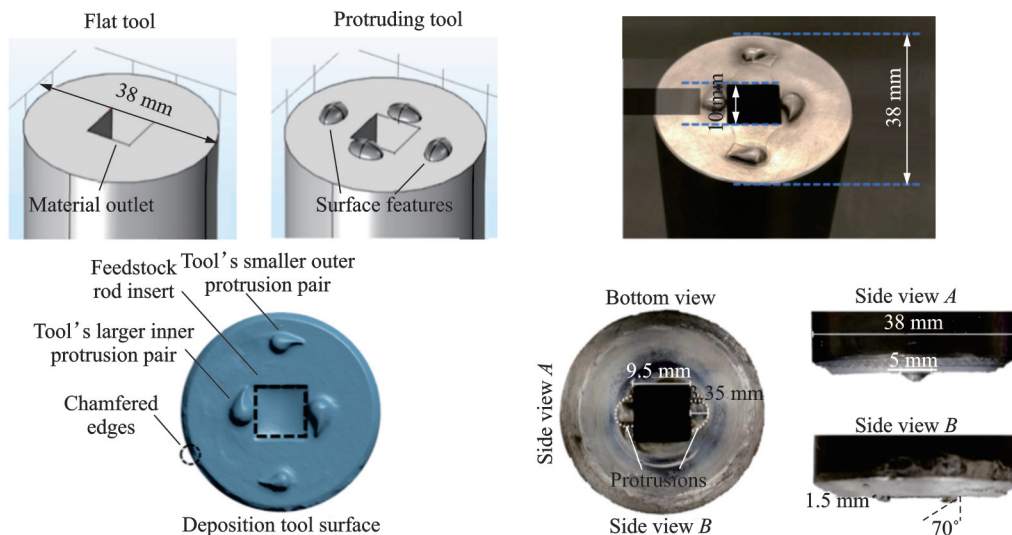 Flat tool
38 mm
Material outlet
Protruding tool
Surface features
10 mm
38 mm
Feedstock
rod insert
Tool's smaller outer
protrusion pair
Tool's larger inner
protrusion pair
Chamfered
edges
Deposition tool surface
Bottom view
Side view A
9.5 mm
3.35 mm
Protrusions
Side view B
Side view A
38 mm
5 mm
Side view B
1.5 mm
70°